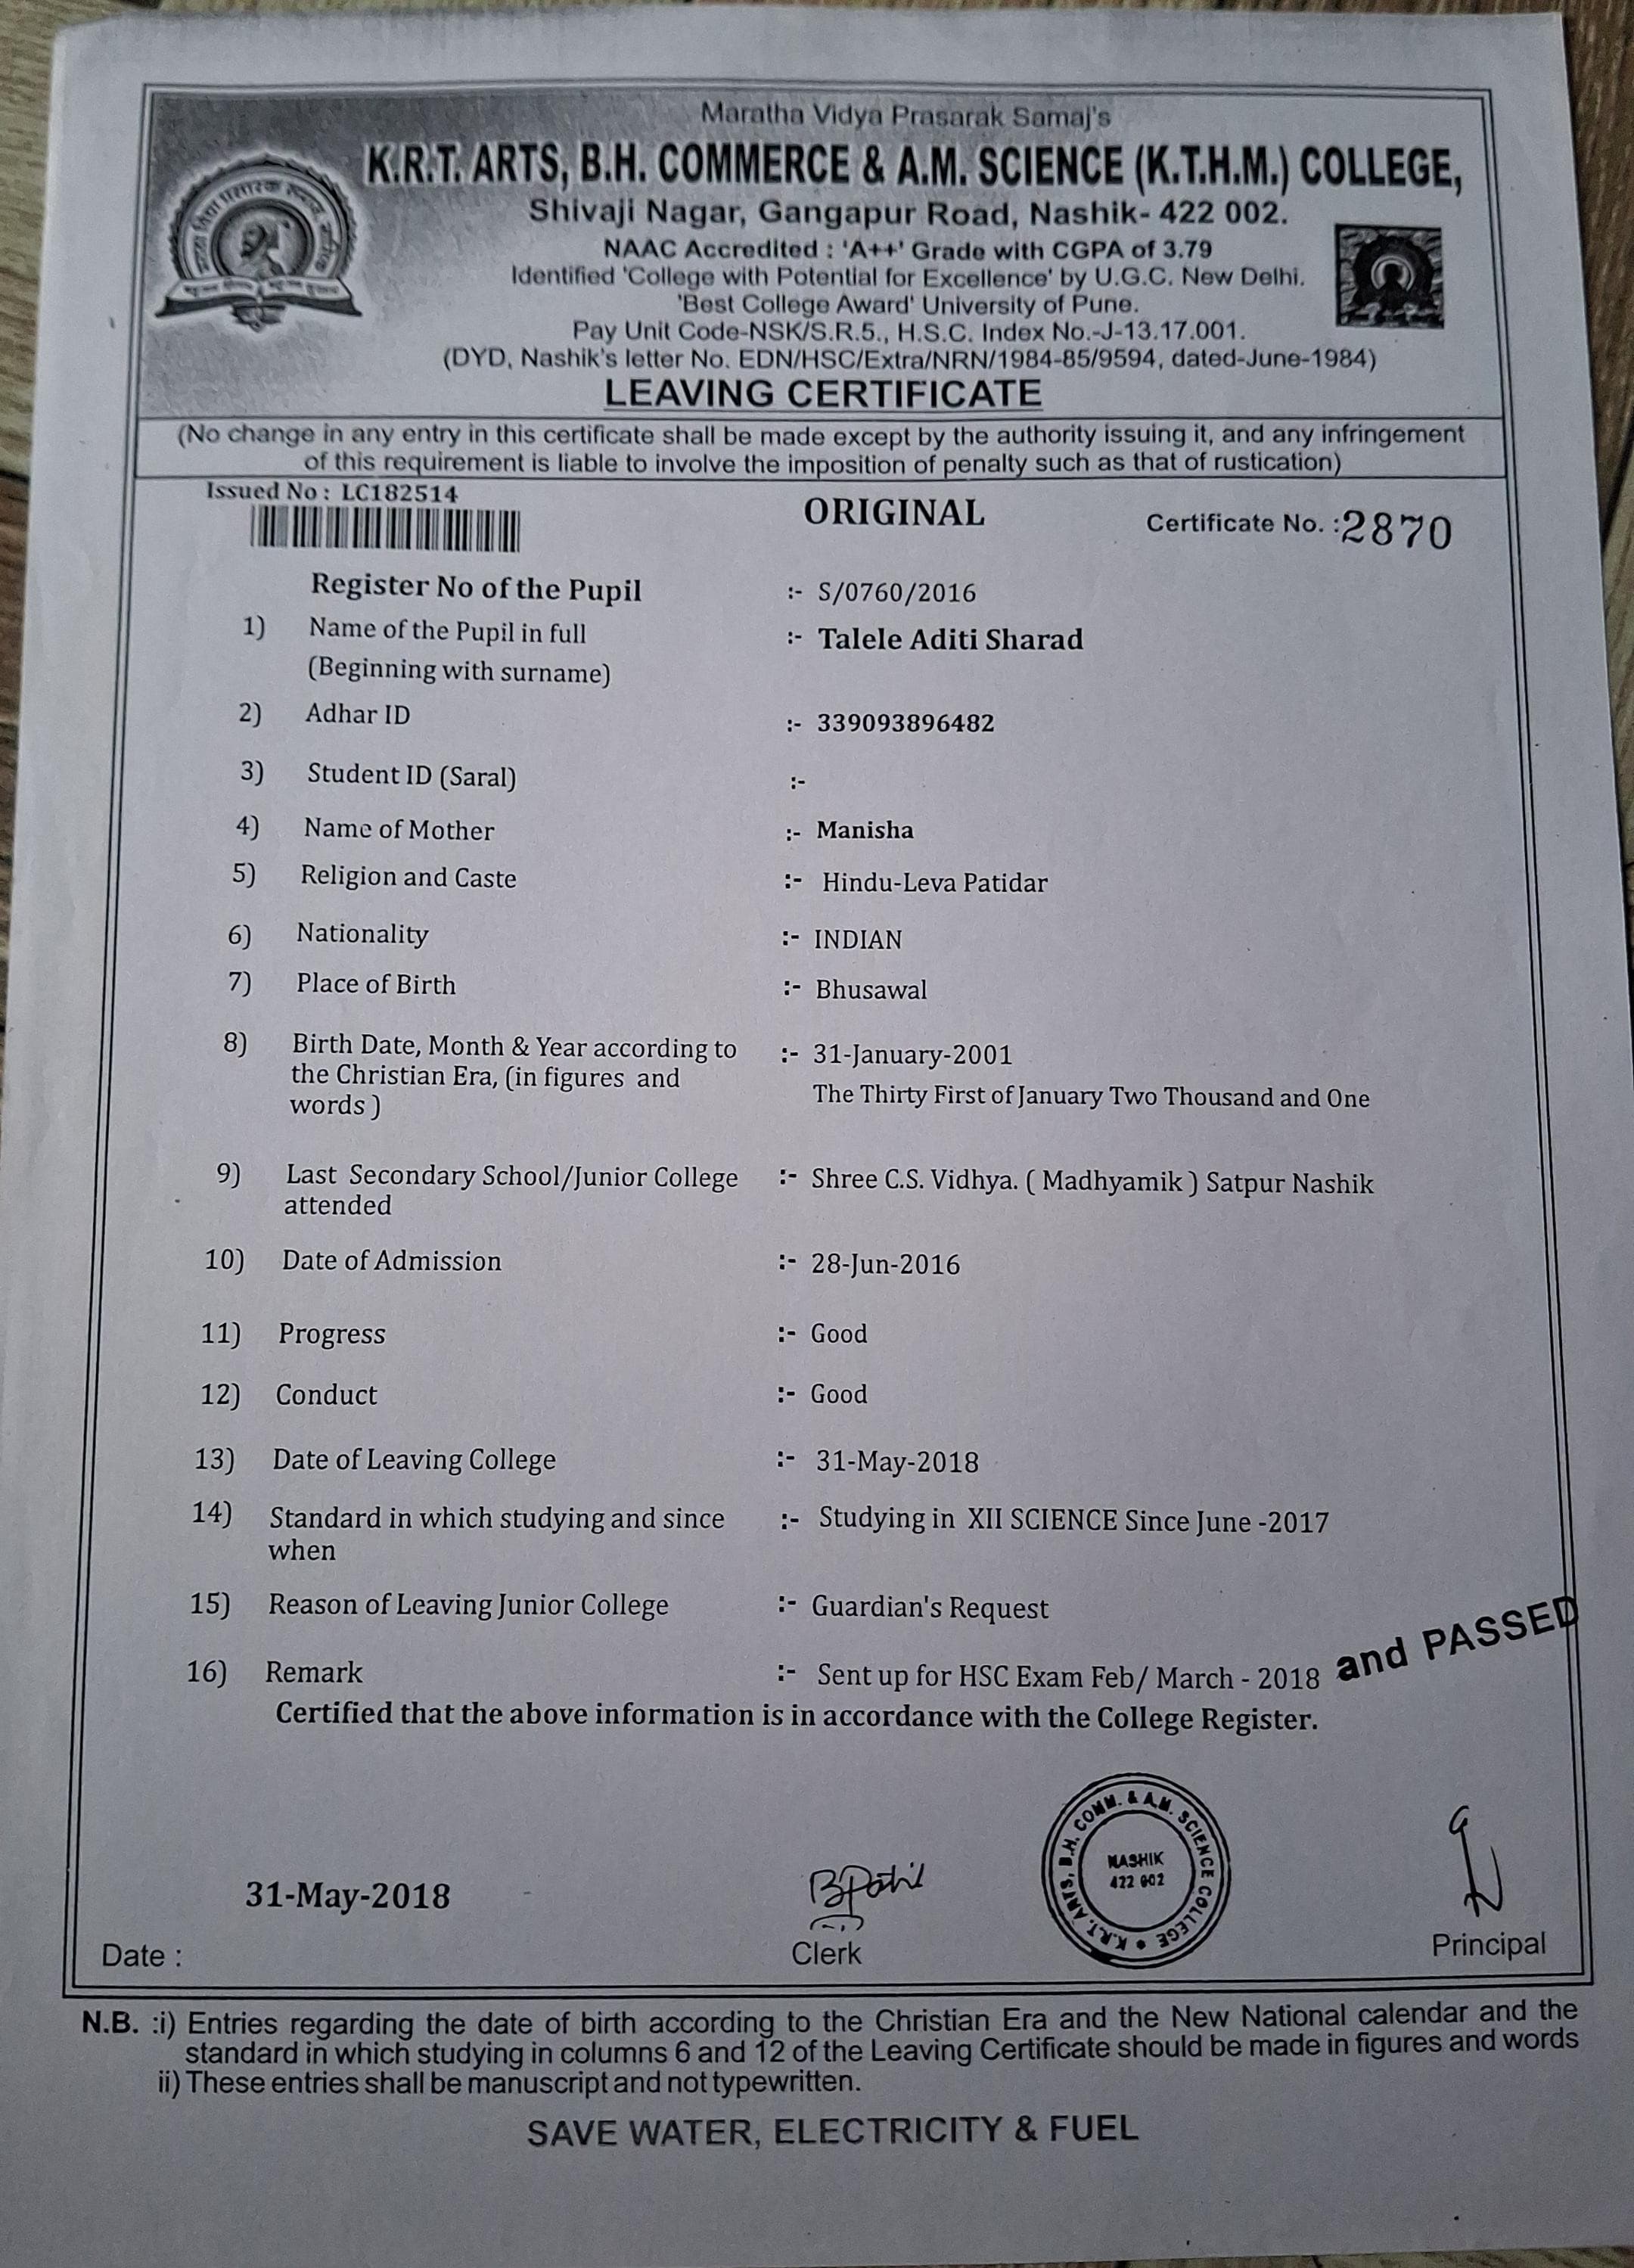 Maratha Vidya Prasarak Samaj's
K.R.T. ARTS, B.H. COMMERCE & A.M. SCIENCE (K.T.H.M.) COLLEGE,
Shivaji Nagar, Gangapur Road, Nashik- 422 002.
NAAC Accredited : 'A++' Grade with CGPA of 3.79
Identified 'College with Potential for Excellence' by U.G.C. New Delhi.
'Best College Award' University of Pune.
Pay Unit Code-NSK/S.R.5., H.S.C. Index No.-J-13.17.001.
(DYD, Nashik's letter No. EDN/HSC/Extra/NRN/1984-85/9594, dated-June-1984)
LEAVING CERTIFICATE
(No change in any entry in this certificate shall be made except by the authority issuing it, and any infringement
of this requirement is liable to involve the imposition of penalty such as that of rustication)
Issued No : LC182514
ORIGINAL
Certificate No. :2870
Register No of the Pupil :- S/0760/2016
1) Name of the Pupil in full :- Talele Aditi Sharad
(Beginning with surname)
2) Adhar ID :- 339093896482
3) Student ID (Saral) :-
4) Name of Mother :- Manisha
5) Religion and Caste :- Hindu-Leva Patidar
6) Nationality :- INDIAN
7) Place of Birth :- Bhusawal
8) Birth Date, Month & Year according to :- 31-January-2001
the Christian Era, (in figures and
words ) The Thirty First of January Two Thousand and One
9) Last Secondary School/Junior College :- Shree C.S. Vidhya. ( Madhyamik ) Satpur Nashik
attended
10) Date of Admission :- 28-Jun-2016
11) Progress :- Good
12) Conduct :- Good
13) Date of Leaving College :- 31-May-2018
14) Standard in which studying and since :- Studying in XII SCIENCE Since June -2017
when
15) Reason of Leaving Junior College :- Guardian's Request
16) Remark :- Sent up for HSC Exam Feb/ March - 2018 and PASSED
Certified that the above information is in accordance with the College Register.
31-May-2018
BPatil
K.R.T. ARTS, B.H. COMM. & A.M. SCIENCE COLLEGE
NASHIK
422 002
Date :
Clerk
Principal
N.B. :i) Entries regarding the date of birth according to the Christian Era and the New National calendar and the
standard in which studying in columns 6 and 12 of the Leaving Certificate should be made in figures and words
ii) These entries shall be manuscript and not typewritten.
SAVE WATER, ELECTRICITY & FUEL